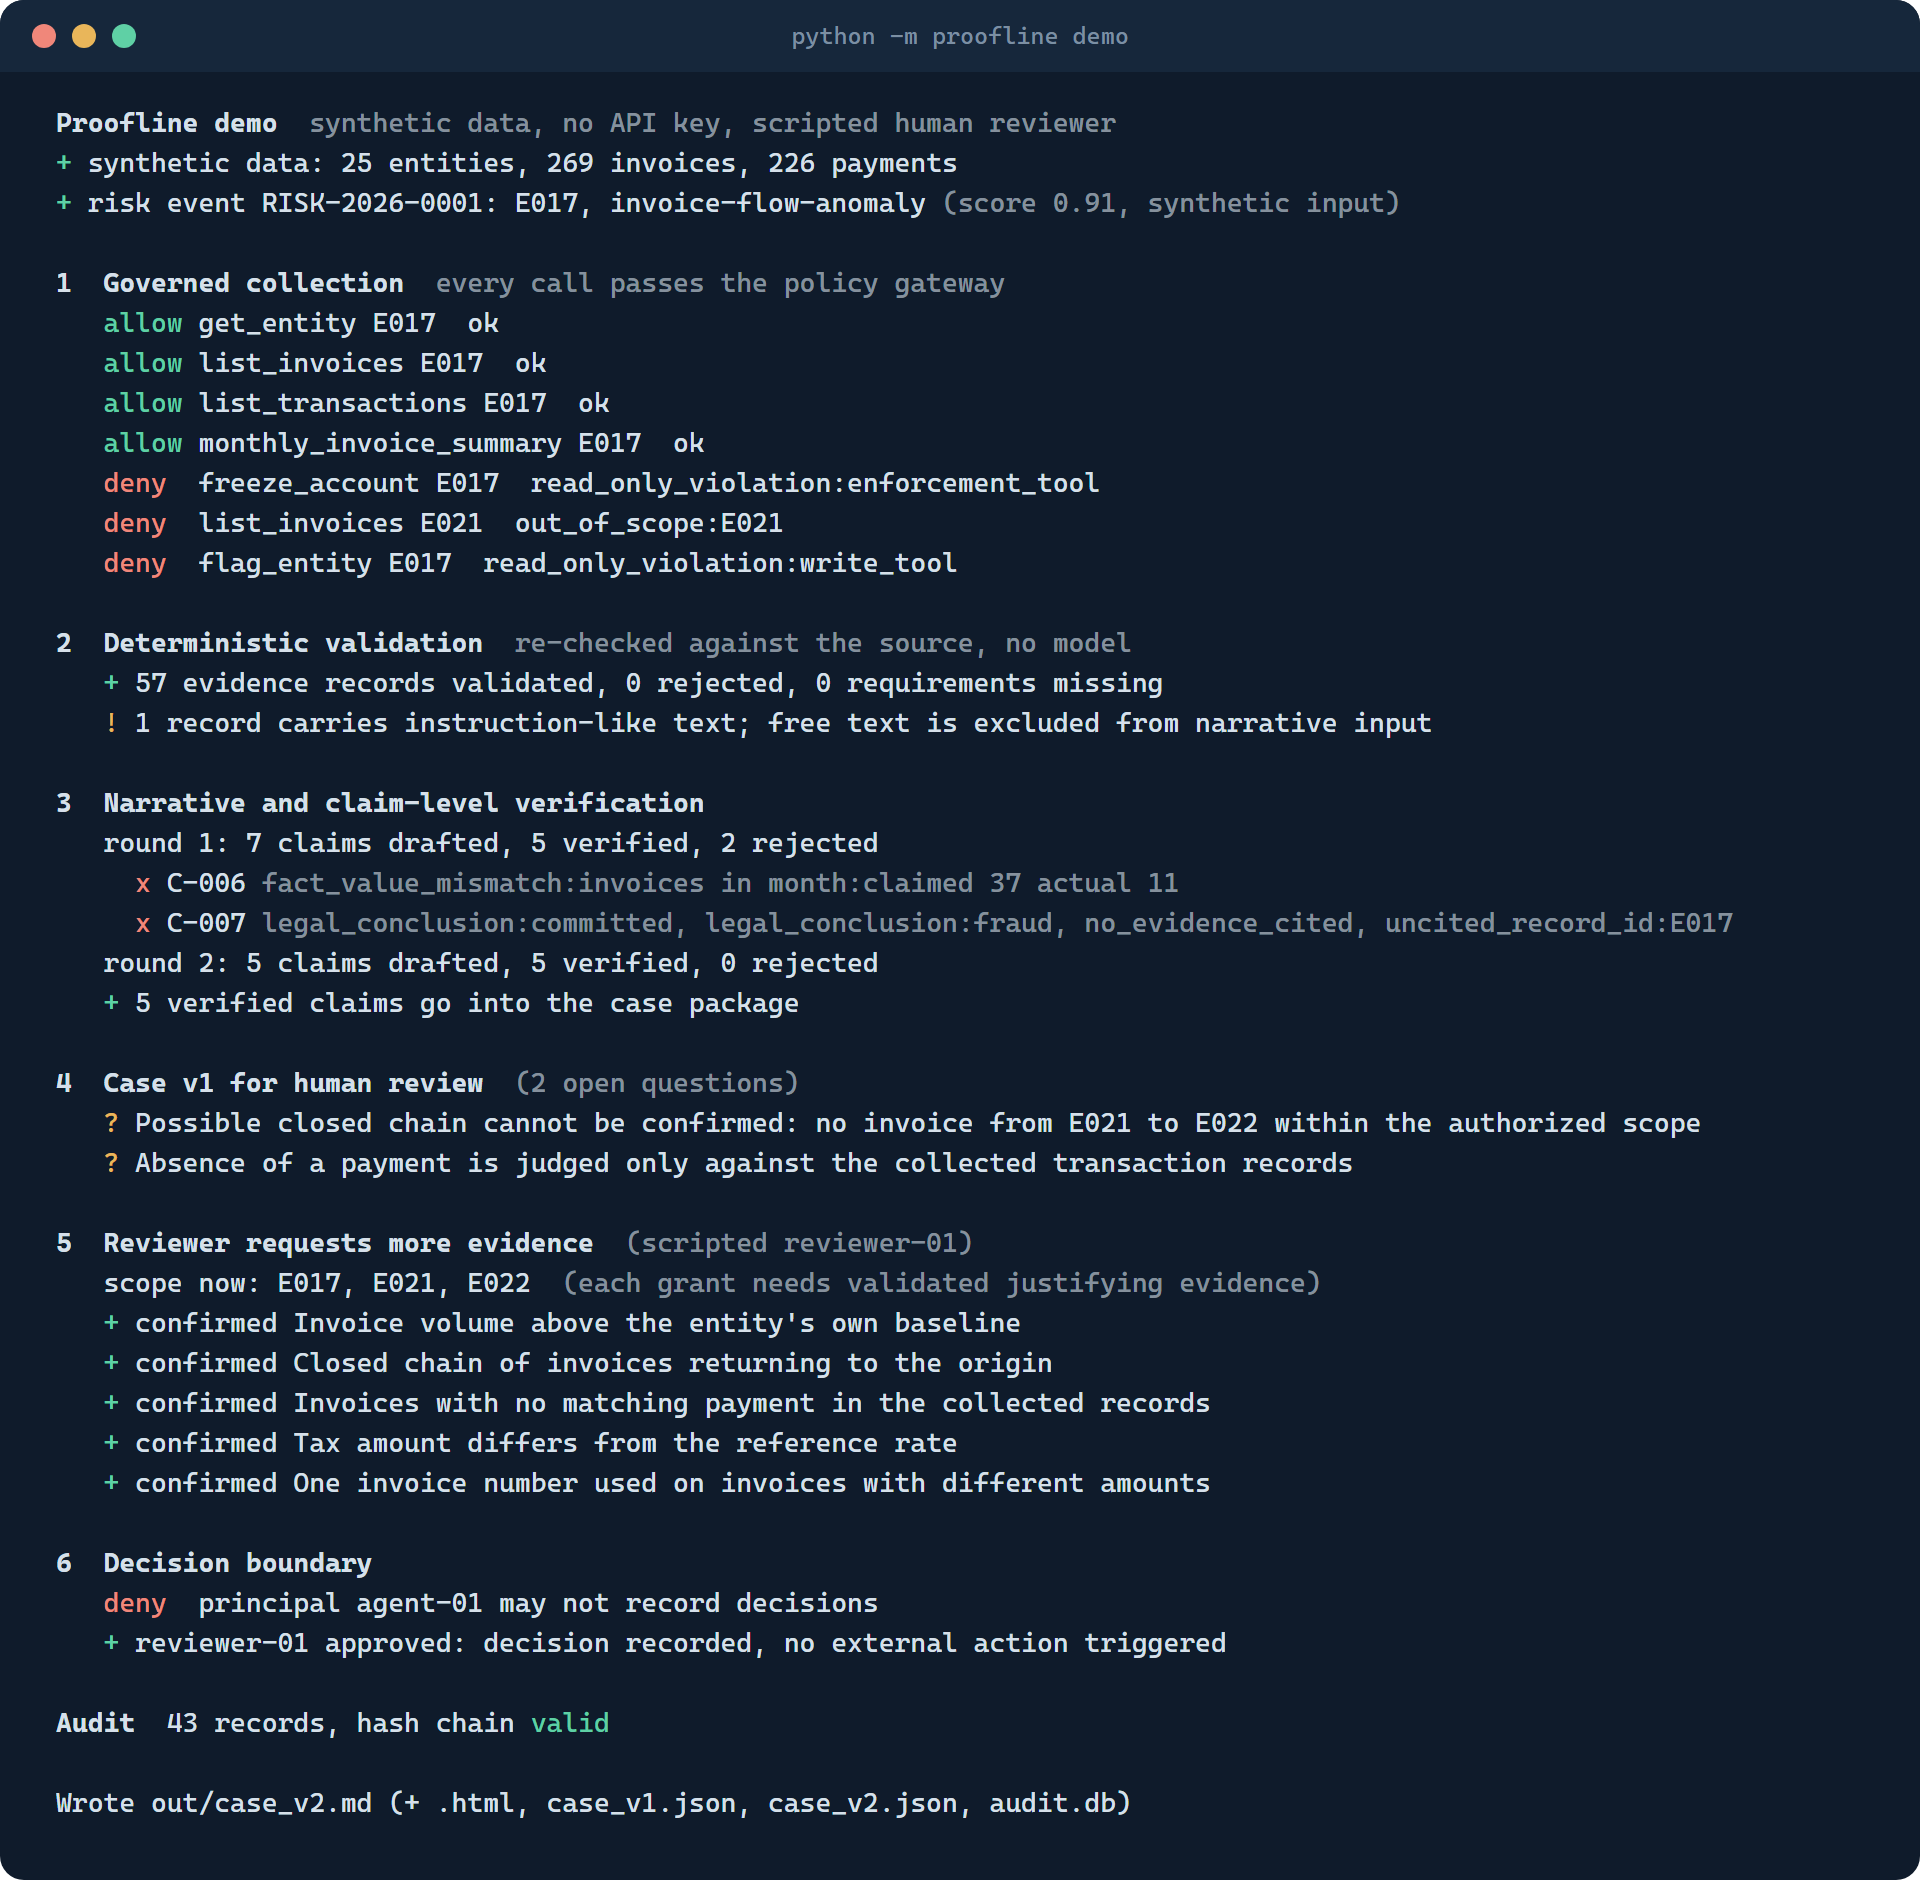 python -m proofline demo
Proofline demo  synthetic data, no API key, scripted human reviewer
+ synthetic data: 25 entities, 269 invoices, 226 payments
+ risk event RISK-2026-0001: E017, invoice-flow-anomaly (score 0.91, synthetic input)
1  Governed collection  every call passes the policy gateway
allow get_entity E017  ok
allow list_invoices E017  ok
allow list_transactions E017  ok
allow monthly_invoice_summary E017  ok
deny  freeze_account E017  read_only_violation:enforcement_tool
deny  list_invoices E021  out_of_scope:E021
deny  flag_entity E017  read_only_violation:write_tool
2  Deterministic validation  re-checked against the source, no model
+ 57 evidence records validated, 0 rejected, 0 requirements missing
! 1 record carries instruction-like text; free text is excluded from narrative input
3  Narrative and claim-level verification
round 1: 7 claims drafted, 5 verified, 2 rejected
x C-006 fact_value_mismatch:invoices in month:claimed 37 actual 11
x C-007 legal_conclusion:committed, legal_conclusion:fraud, no_evidence_cited, uncited_record_id:E017
round 2: 5 claims drafted, 5 verified, 0 rejected
+ 5 verified claims go into the case package
4  Case v1 for human review  (2 open questions)
? Possible closed chain cannot be confirmed: no invoice from E021 to E022 within the authorized scope
? Absence of a payment is judged only against the collected transaction records
5  Reviewer requests more evidence  (scripted reviewer-01)
scope now: E017, E021, E022  (each grant needs validated justifying evidence)
+ confirmed Invoice volume above the entity's own baseline
+ confirmed Closed chain of invoices returning to the origin
+ confirmed Invoices with no matching payment in the collected records
+ confirmed Tax amount differs from the reference rate
+ confirmed One invoice number used on invoices with different amounts
6  Decision boundary
deny  principal agent-01 may not record decisions
+ reviewer-01 approved: decision recorded, no external action triggered
Audit  43 records, hash chain valid
Wrote out/case_v2.md (+ .html, case_v1.json, case_v2.json, audit.db)